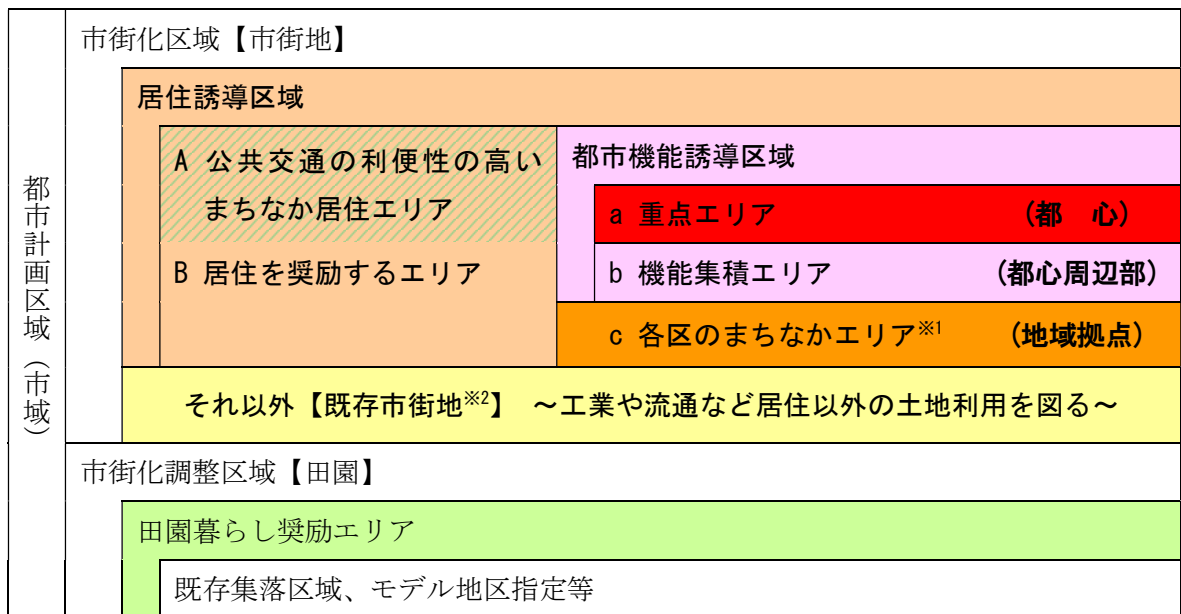 都市計画区域（市域）
市街化区域【市街地】
居住誘導区域
A 公共交通の利便性の高い
まちなか居住エリア
B 居住を奨励するエリア
都市機能誘導区域
a 重点エリア （都　心）
b 機能集積エリア （都心周辺部）
c 各区のまちなかエリア※1 （地域拠点）
それ以外【既存市街地※2】 ～工業や流通など居住以外の土地利用を図る～
市街化調整区域【田園】
田園暮らし奨励エリア
既存集落区域、モデル地区指定等